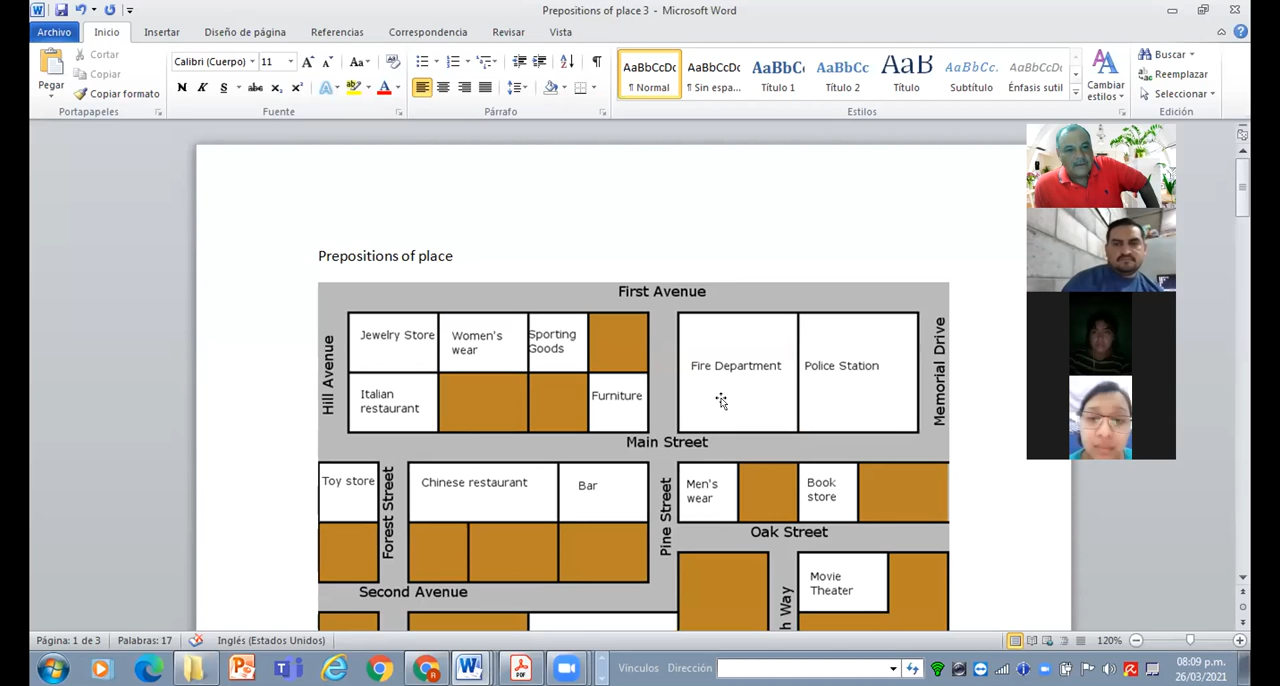 Prepositions of place 3 - Microsoft Word
Archivo Inicio Insertar Diseño de página Referencias Correspondencia Revisar Vista
Pegar
Cortar
Copiar
Copiar formato
Portapapeles
Calibri (Cuerpo) 11
N K S abc x₂ x²
Fuente
Párrafo
AaBbCcDc AaBbCcDc AaBbC AaBbCc AaB AaBbCc. AaBbCcDc
¶ Normal ¶ Sin espa... Título 1 Título 2 Título Subtítulo Énfasis sutil
Cambiar
estilos
Estilos
Buscar
Reemplazar
Seleccionar
Edición
Prepositions of place
First Avenue
Hill Avenue
Jewelry Store
Women's
wear
Sporting
Goods
Fire Department
Police Station
Memorial Drive
Italian
restaurant
Furniture
Main Street
Toy store
Forest Street
Chinese restaurant
Bar
Pine Street
Men's
wear
Book
store
Oak Street
Movie
Theater
Second Avenue
h Way
Página: 1 de 3 Palabras: 17 Inglés (Estados Unidos) 120%
Vínculos Dirección
08:09 p.m.
26/03/2021